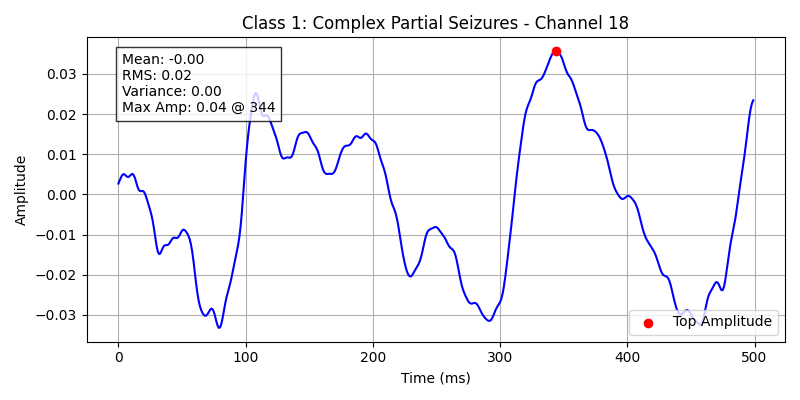 Class 1: Complex Partial Seizures - Channel 18
Mean: -0.00
RMS: 0.02
Variance: 0.00
Max Amp: 0.04 @ 344
0.03
0.02
0.01
0.00
−0.01
−0.02
−0.03
Amplitude
Top Amplitude
0 100 200 300 400 500
Time (ms)